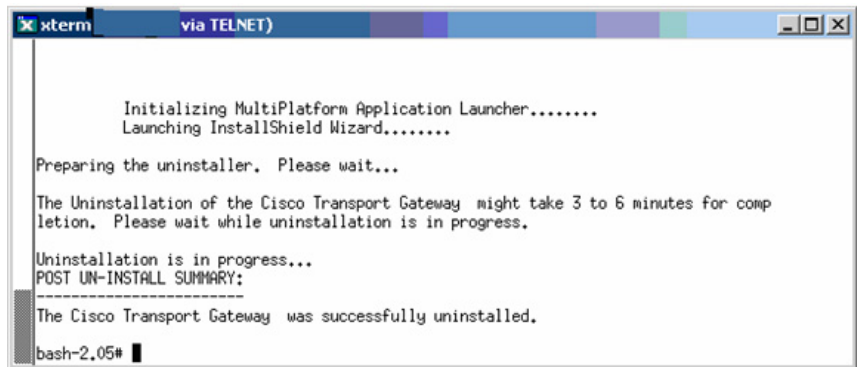 xterm via TELNET)
Initializing MultiPlatform Application Launcher........
Launching InstallShield Wizard........
Preparing the uninstaller.  Please wait...
The Uninstallation of the Cisco Transport Gateway  might take 3 to 6 minutes for comp
letion.  Please wait while uninstallation is in progress.
Uninstallation is in progress...
POST UN-INSTALL SUMMARY:
------------------------
The Cisco Transport Gateway  was successfully uninstalled.
bash-2.05#